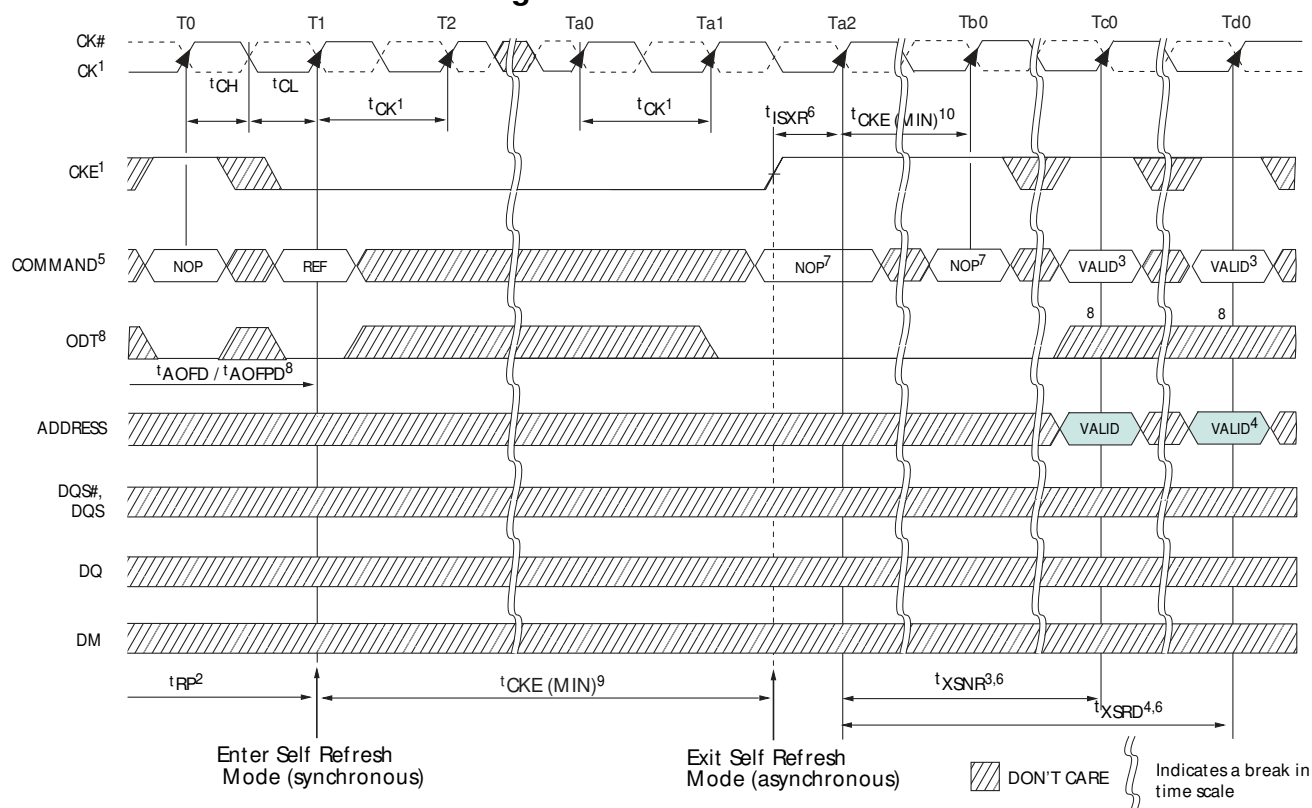 T0 T1 T2 Ta0 Ta1 Ta2 Tb0 Tc0 Td0
CK#
CK1
tCH tCL
tCK1 tCK1
tISXR6 tCKE (MIN)10
CKE1
COMMAND5 NOP REF NOP7 NOP7 VALID3 VALID3
8 8
ODT8
tAOFD / tAOFPD8
ADDRESS VALID VALID4
DQS#,
DQS
DQ
DM
tRP2 tCKE (MIN)9 tXSNR3,6
tXSRD4,6
Enter Self Refresh
Mode (synchronous)
Exit Self Refresh
Mode (asynchronous)
DON'T CARE
Indicates a break in
time scale